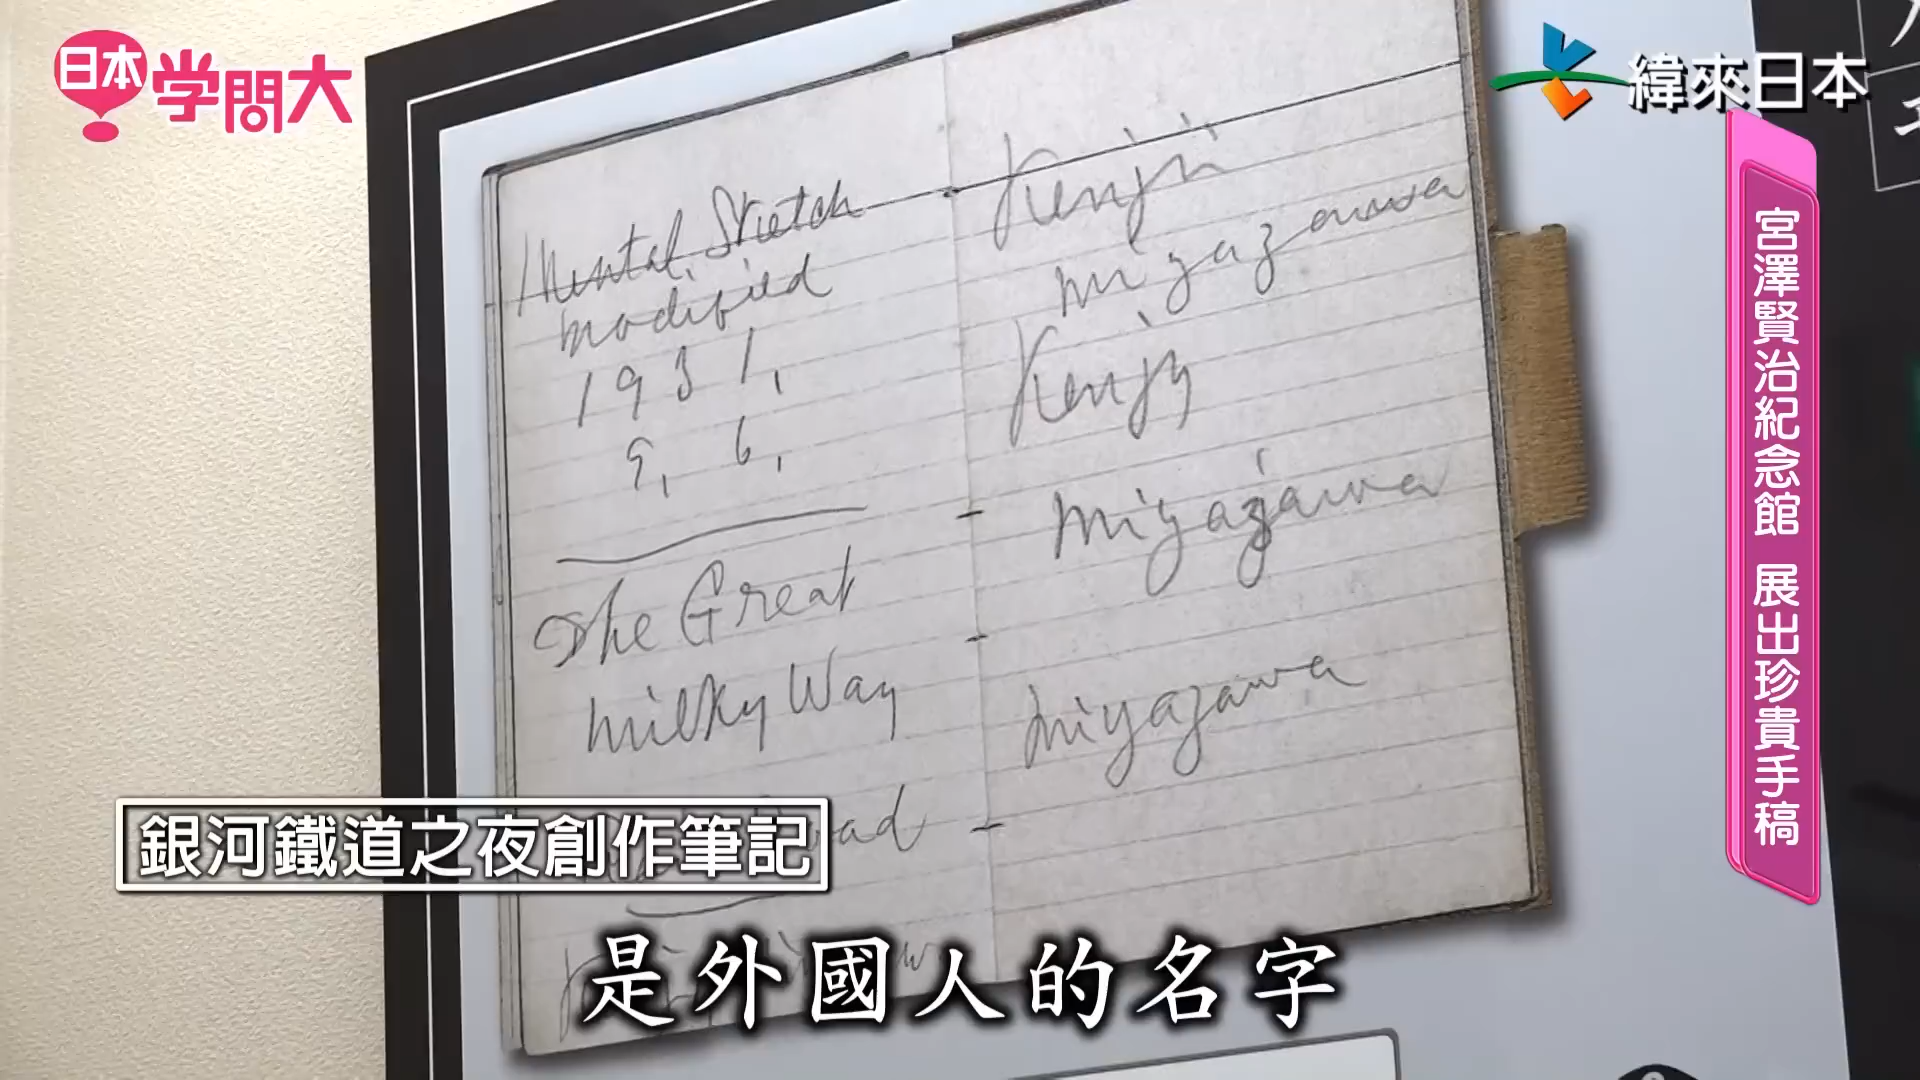 日本学問大
緯來日本
宮澤賢治紀念館 展出珍貴手稿
Mental Sketch
modified
1931,
9, 6,
The Great
Milky Way
Kenjii
Miyazawa
Kenjy
Miyazawa
Miyazawa
銀河鐵道之夜創作筆記
是外國人的名字